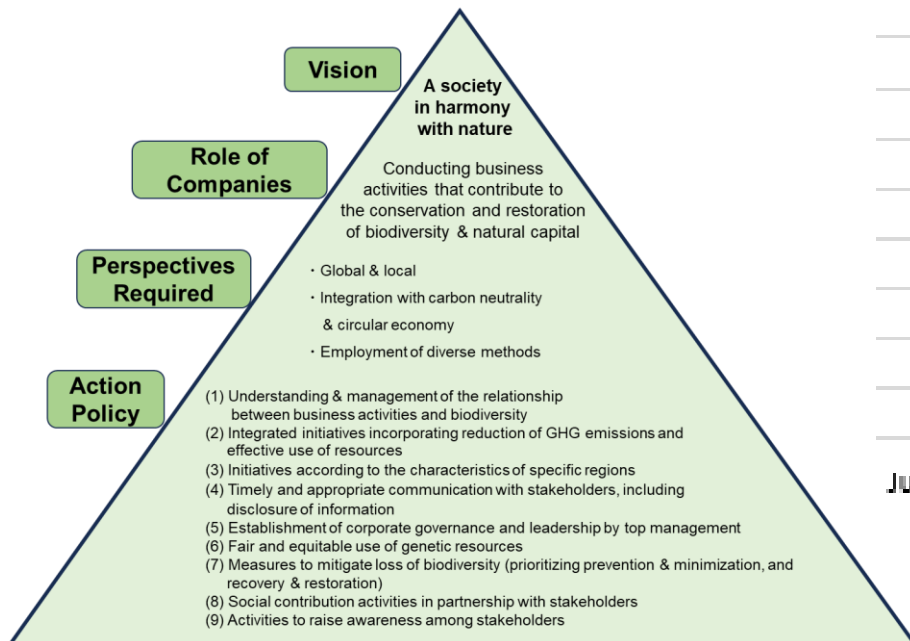 Vision
A society
in harmony
with nature
Role of
Companies
Conducting business
activities that contribute to
the conservation and restoration
of biodiversity & natural capital
Perspectives
Required
・Global & local
・Integration with carbon neutrality
& circular economy
・Employment of diverse methods
Action
Policy
(1) Understanding & management of the relationship
between business activities and biodiversity
(2) Integrated initiatives incorporating reduction of GHG emissions and
effective use of resources
(3) Initiatives according to the characteristics of specific regions
(4) Timely and appropriate communication with stakeholders, including
disclosure of information
(5) Establishment of corporate governance and leadership by top management
(6) Fair and equitable use of genetic resources
(7) Measures to mitigate loss of biodiversity (prioritizing prevention & minimization, and
recovery & restoration)
(8) Social contribution activities in partnership with stakeholders
(9) Activities to raise awareness among stakeholders